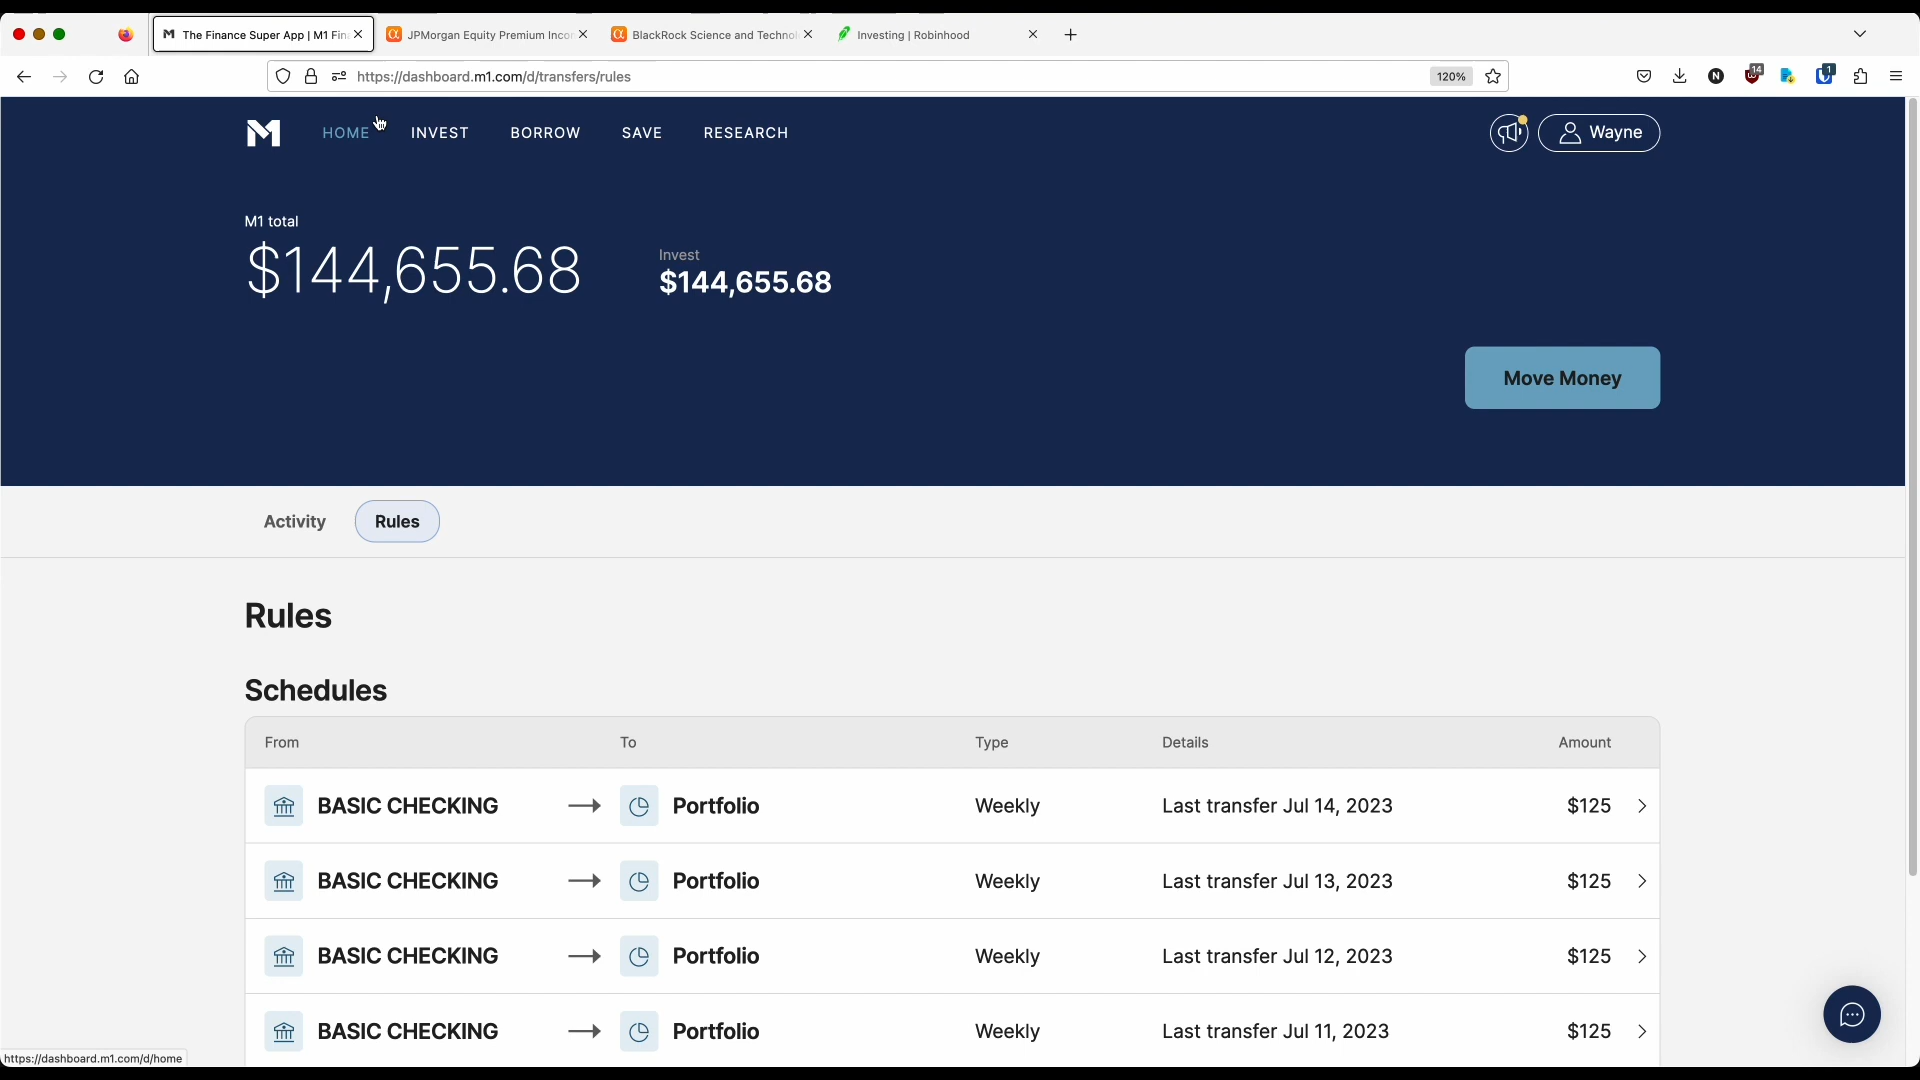 The Finance Super App | M1 Fin
JPMorgan Equity Premium Inco
BlackRock Science and Technol
Investing | Robinhood
https://dashboard.m1.com/d/transfers/rules
120%
N
14
1
M
HOME
INVEST
BORROW
SAVE
RESEARCH
Wayne
M1 total
$144,655.68
Invest
$144,655.68
Move Money
Activity
Rules
Rules
Schedules
From To Type Details Amount
BASIC CHECKING → Portfolio Weekly Last transfer Jul 14, 2023 $125
BASIC CHECKING → Portfolio Weekly Last transfer Jul 13, 2023 $125
BASIC CHECKING → Portfolio Weekly Last transfer Jul 12, 2023 $125
BASIC CHECKING → Portfolio Weekly Last transfer Jul 11, 2023 $125
https://dashboard.m1.com/d/home